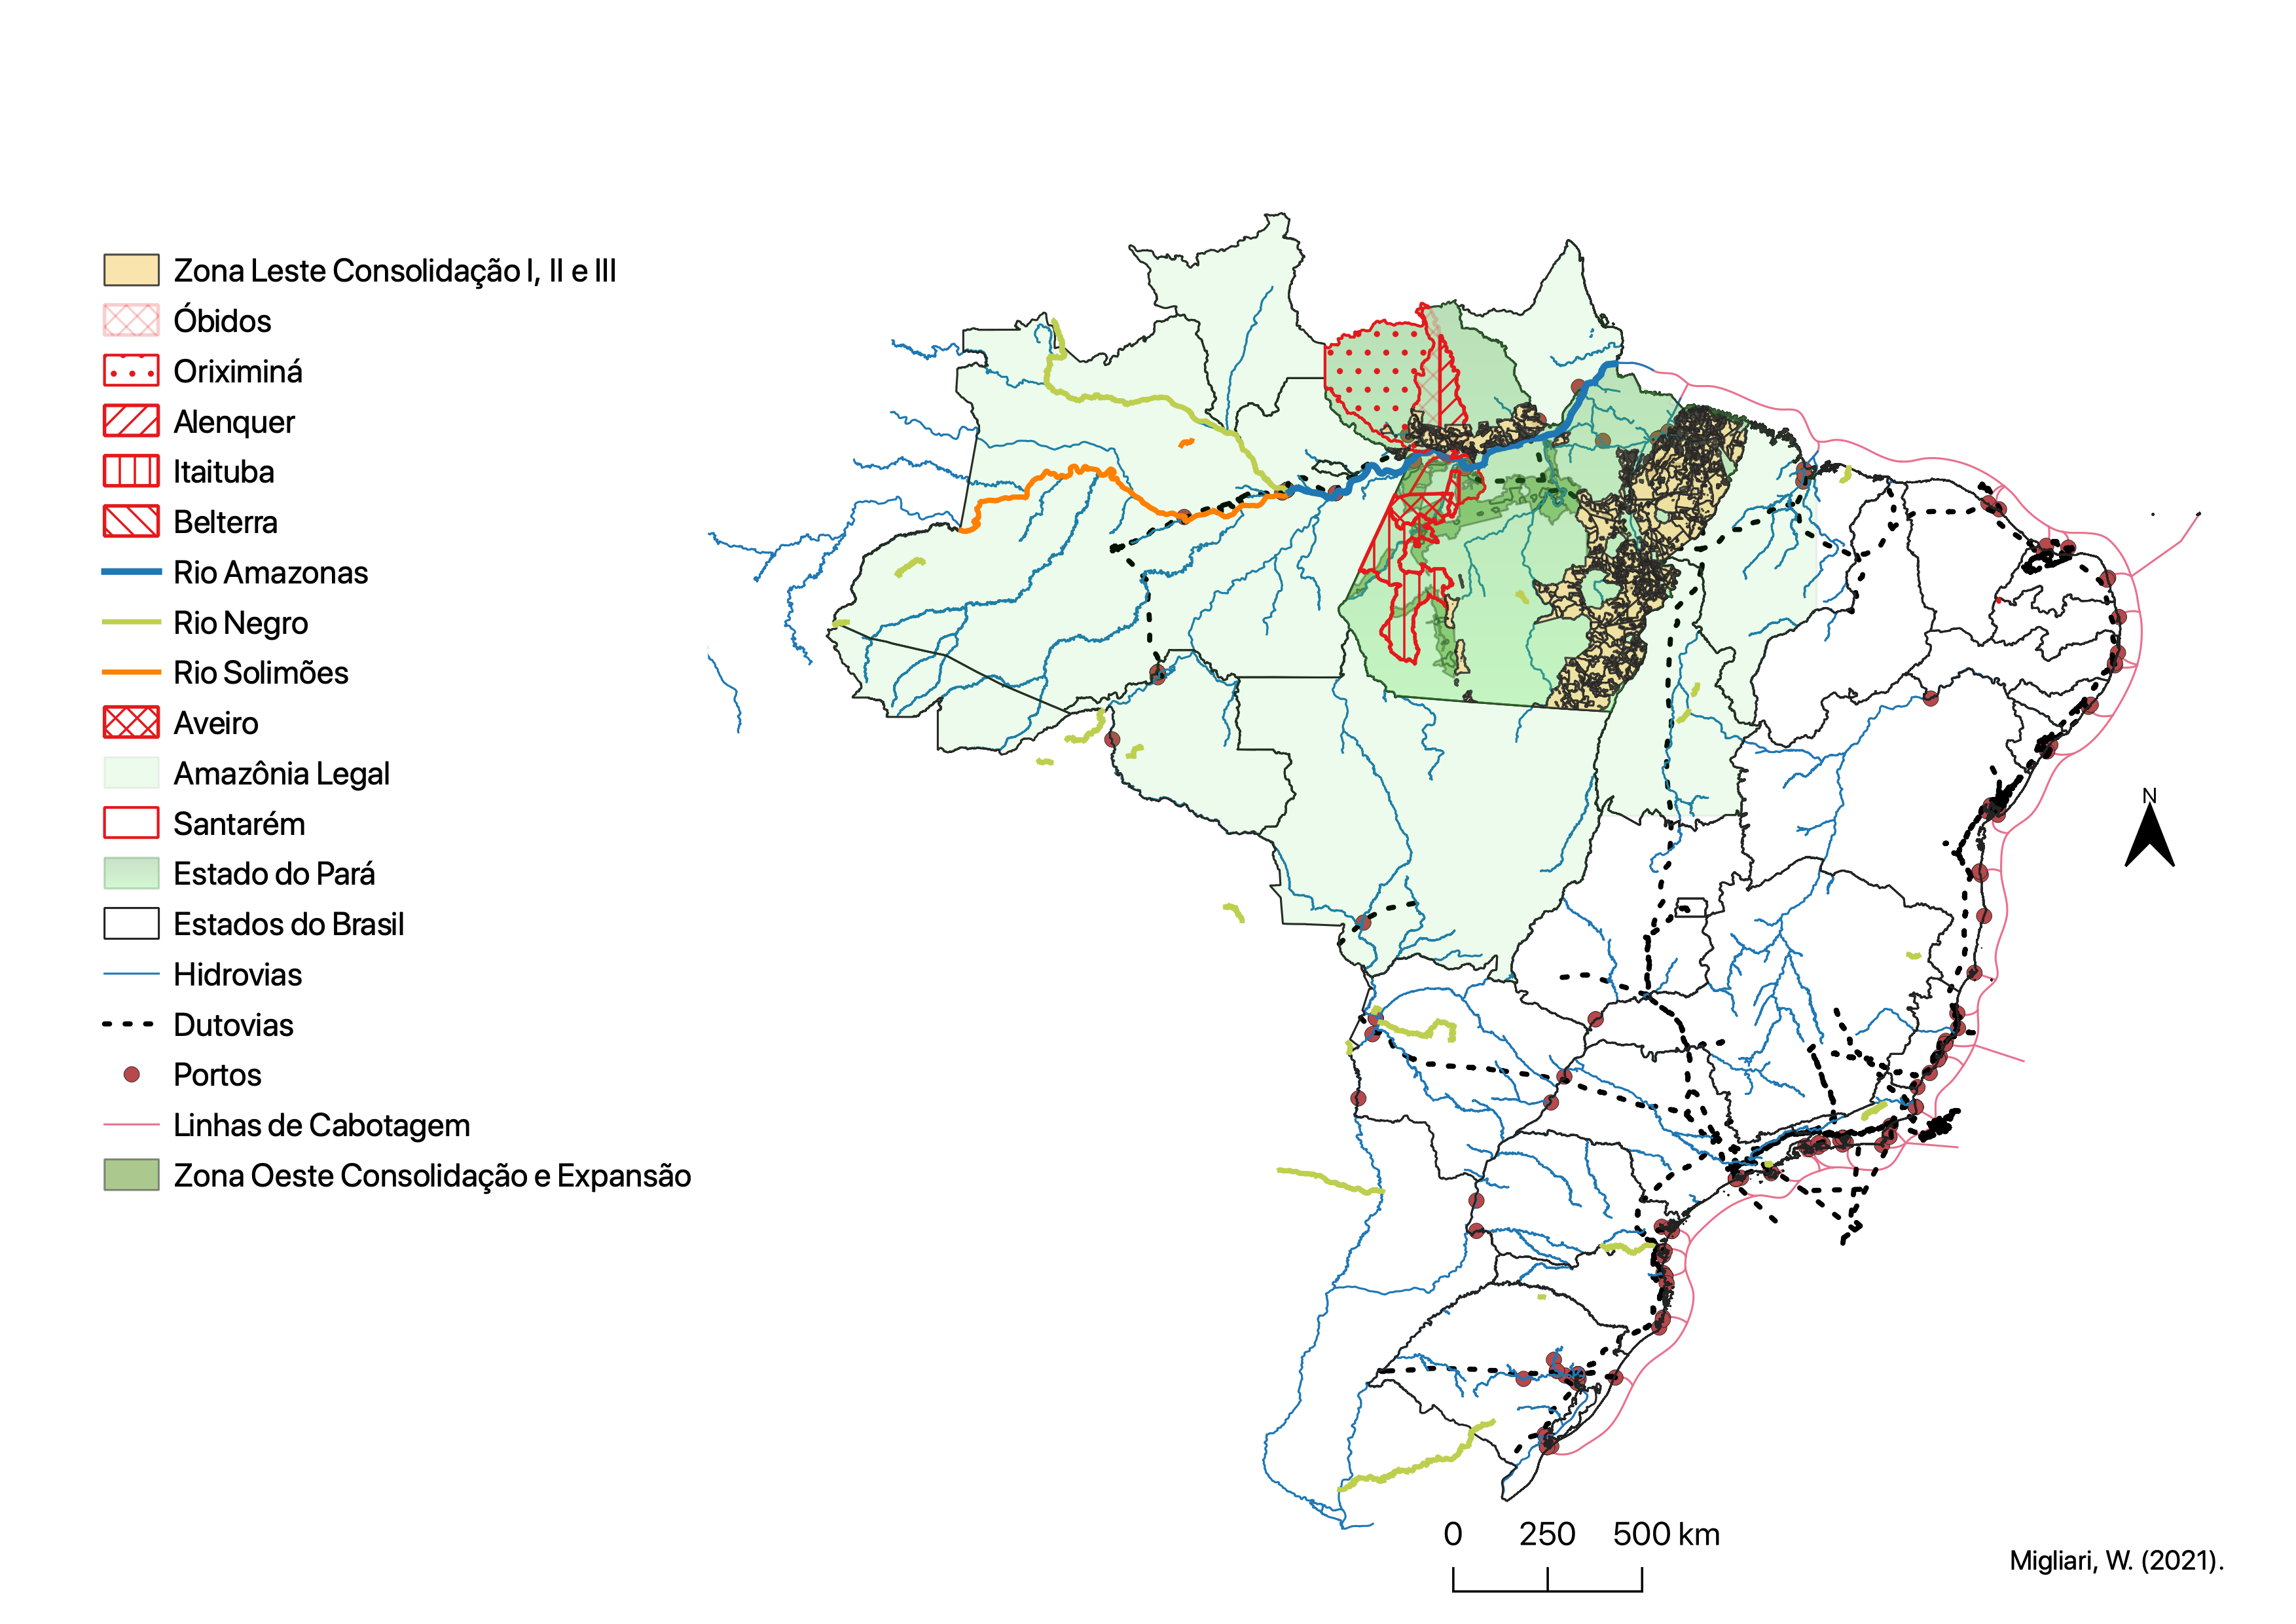 Zona Leste Consolidação I, II e III
Óbidos
Oriximiná
Alenquer
Itaituba
Belterra
Rio Amazonas
Rio Negro
Rio Solimões
Aveiro
Amazônia Legal
Santarém
Estado do Pará
Estados do Brasil
Hidrovias
Dutovias
Portos
Linhas de Cabotagem
Zona Oeste Consolidação e Expansão
N
0 250 500 km
Migliari, W. (2021).